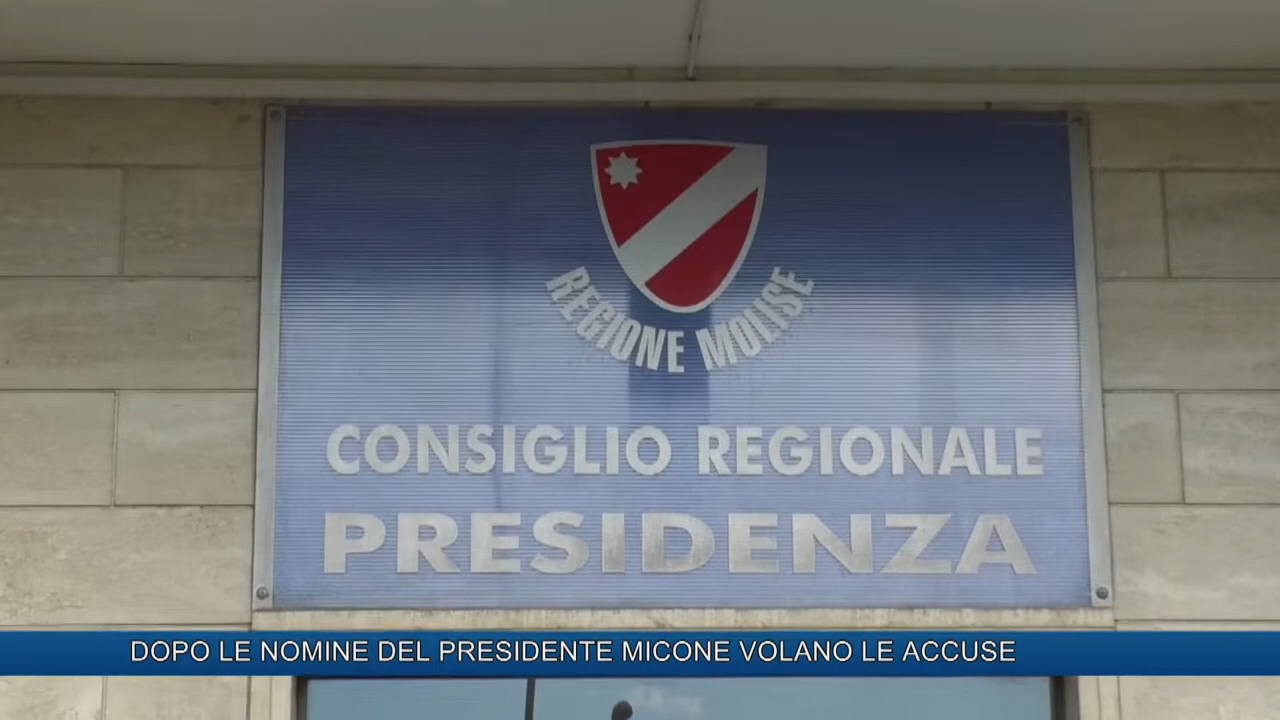 REGIONE MOLISE
CONSIGLIO REGIONALE
PRESIDENZA
DOPO LE NOMINE DEL PRESIDENTE MICONE VOLANO LE ACCUSE